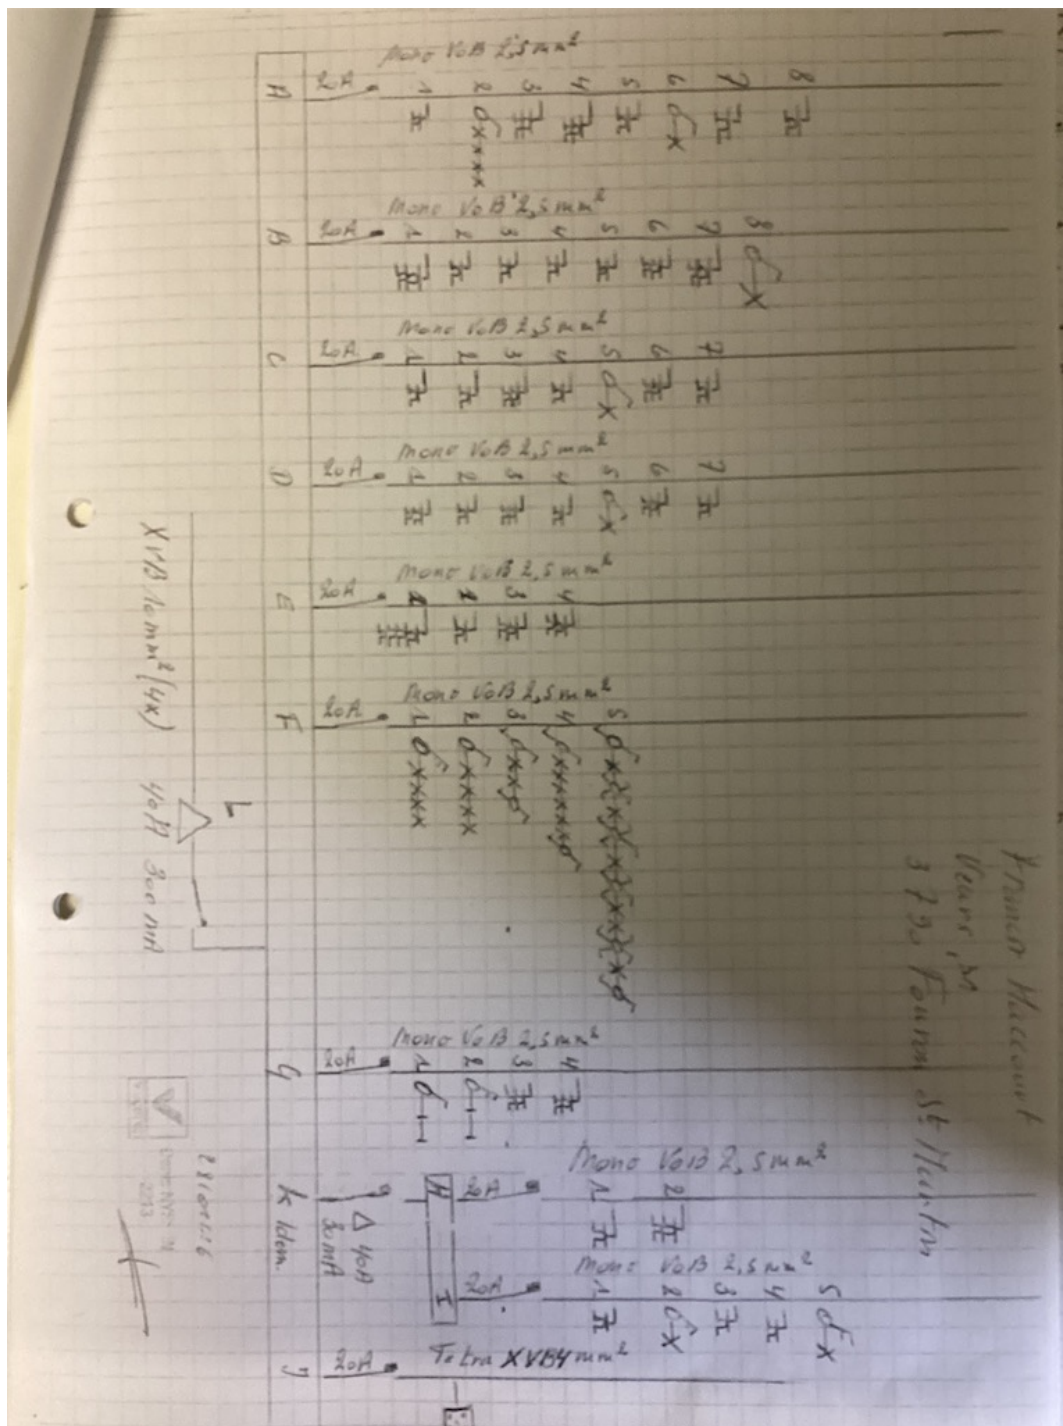 Mono VOB 2,5mm²
A 20A 1 2 3 4 5 6 7 8
Mono VOB 2,5mm²
B 20A 1 2 3 4 5 6 7 8
Mono VOB 2,5mm²
C 20A 1 2 3 4 5 6 7
Mono VOB 2,5mm²
D 20A 1 2 3 4 5 6 7
Mono VOB 2,5mm²
E 20A 1 2 3 4
Mono VOB 2,5mm²
F 20A 1 2 3 4 5
L
XVB 10mm² (4x) 40A 300mA
Mono VOB 2,5mm²
G 20A 1 2 3 4
Mono VOB 2,5mm²
H 20A 1 2
K idem. 40A
30mA
Mono VOB 2,5mm²
I 20A 1 2 3 4 5
J 20A Tetra XVB 4mm²
3790 Fouron St Martin